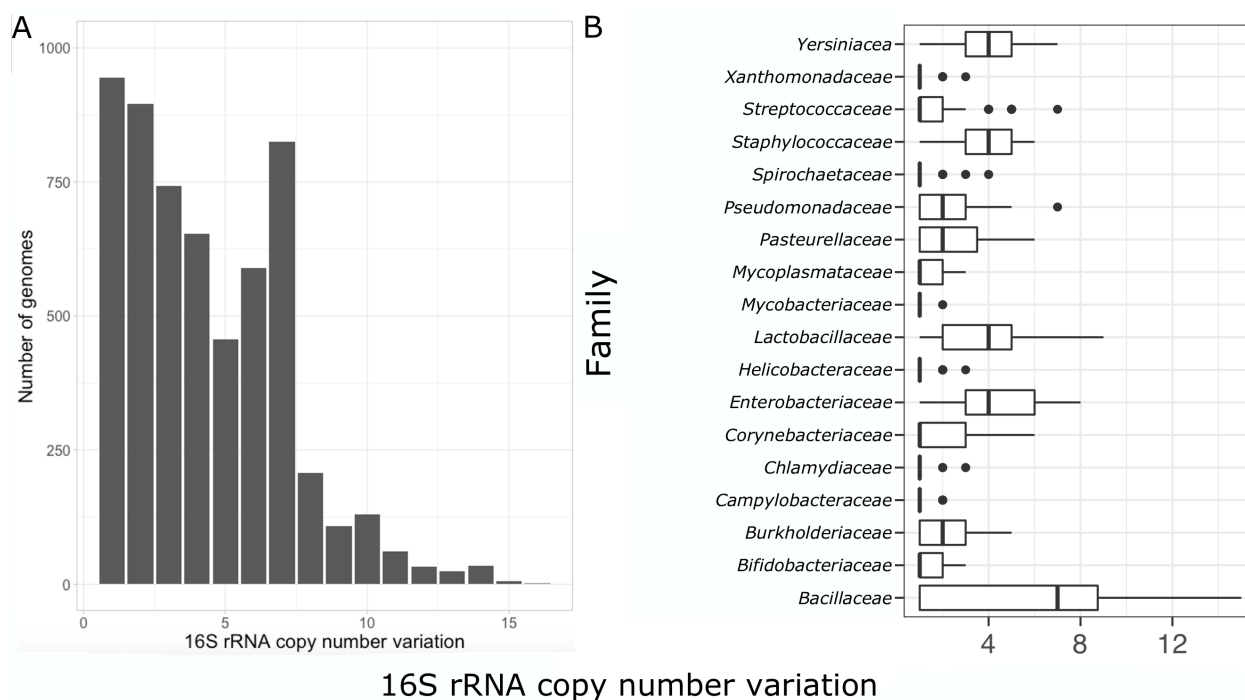 A
1000
750
500
250
0
Number of genomes
0 5 10 15
16S rRNA copy number variation
B
Family
Yersiniacea
Xanthomonadaceae
Streptococcaceae
Staphylococcaceae
Spirochaetaceae
Pseudomonadaceae
Pasteurellaceae
Mycoplasmataceae
Mycobacteriaceae
Lactobacillaceae
Helicobacteraceae
Enterobacteriaceae
Corynebacteriaceae
Chlamydiaceae
Campylobacteraceae
Burkholderiaceae
Bifidobacteriaceae
Bacillaceae
4 8 12
16S rRNA copy number variation